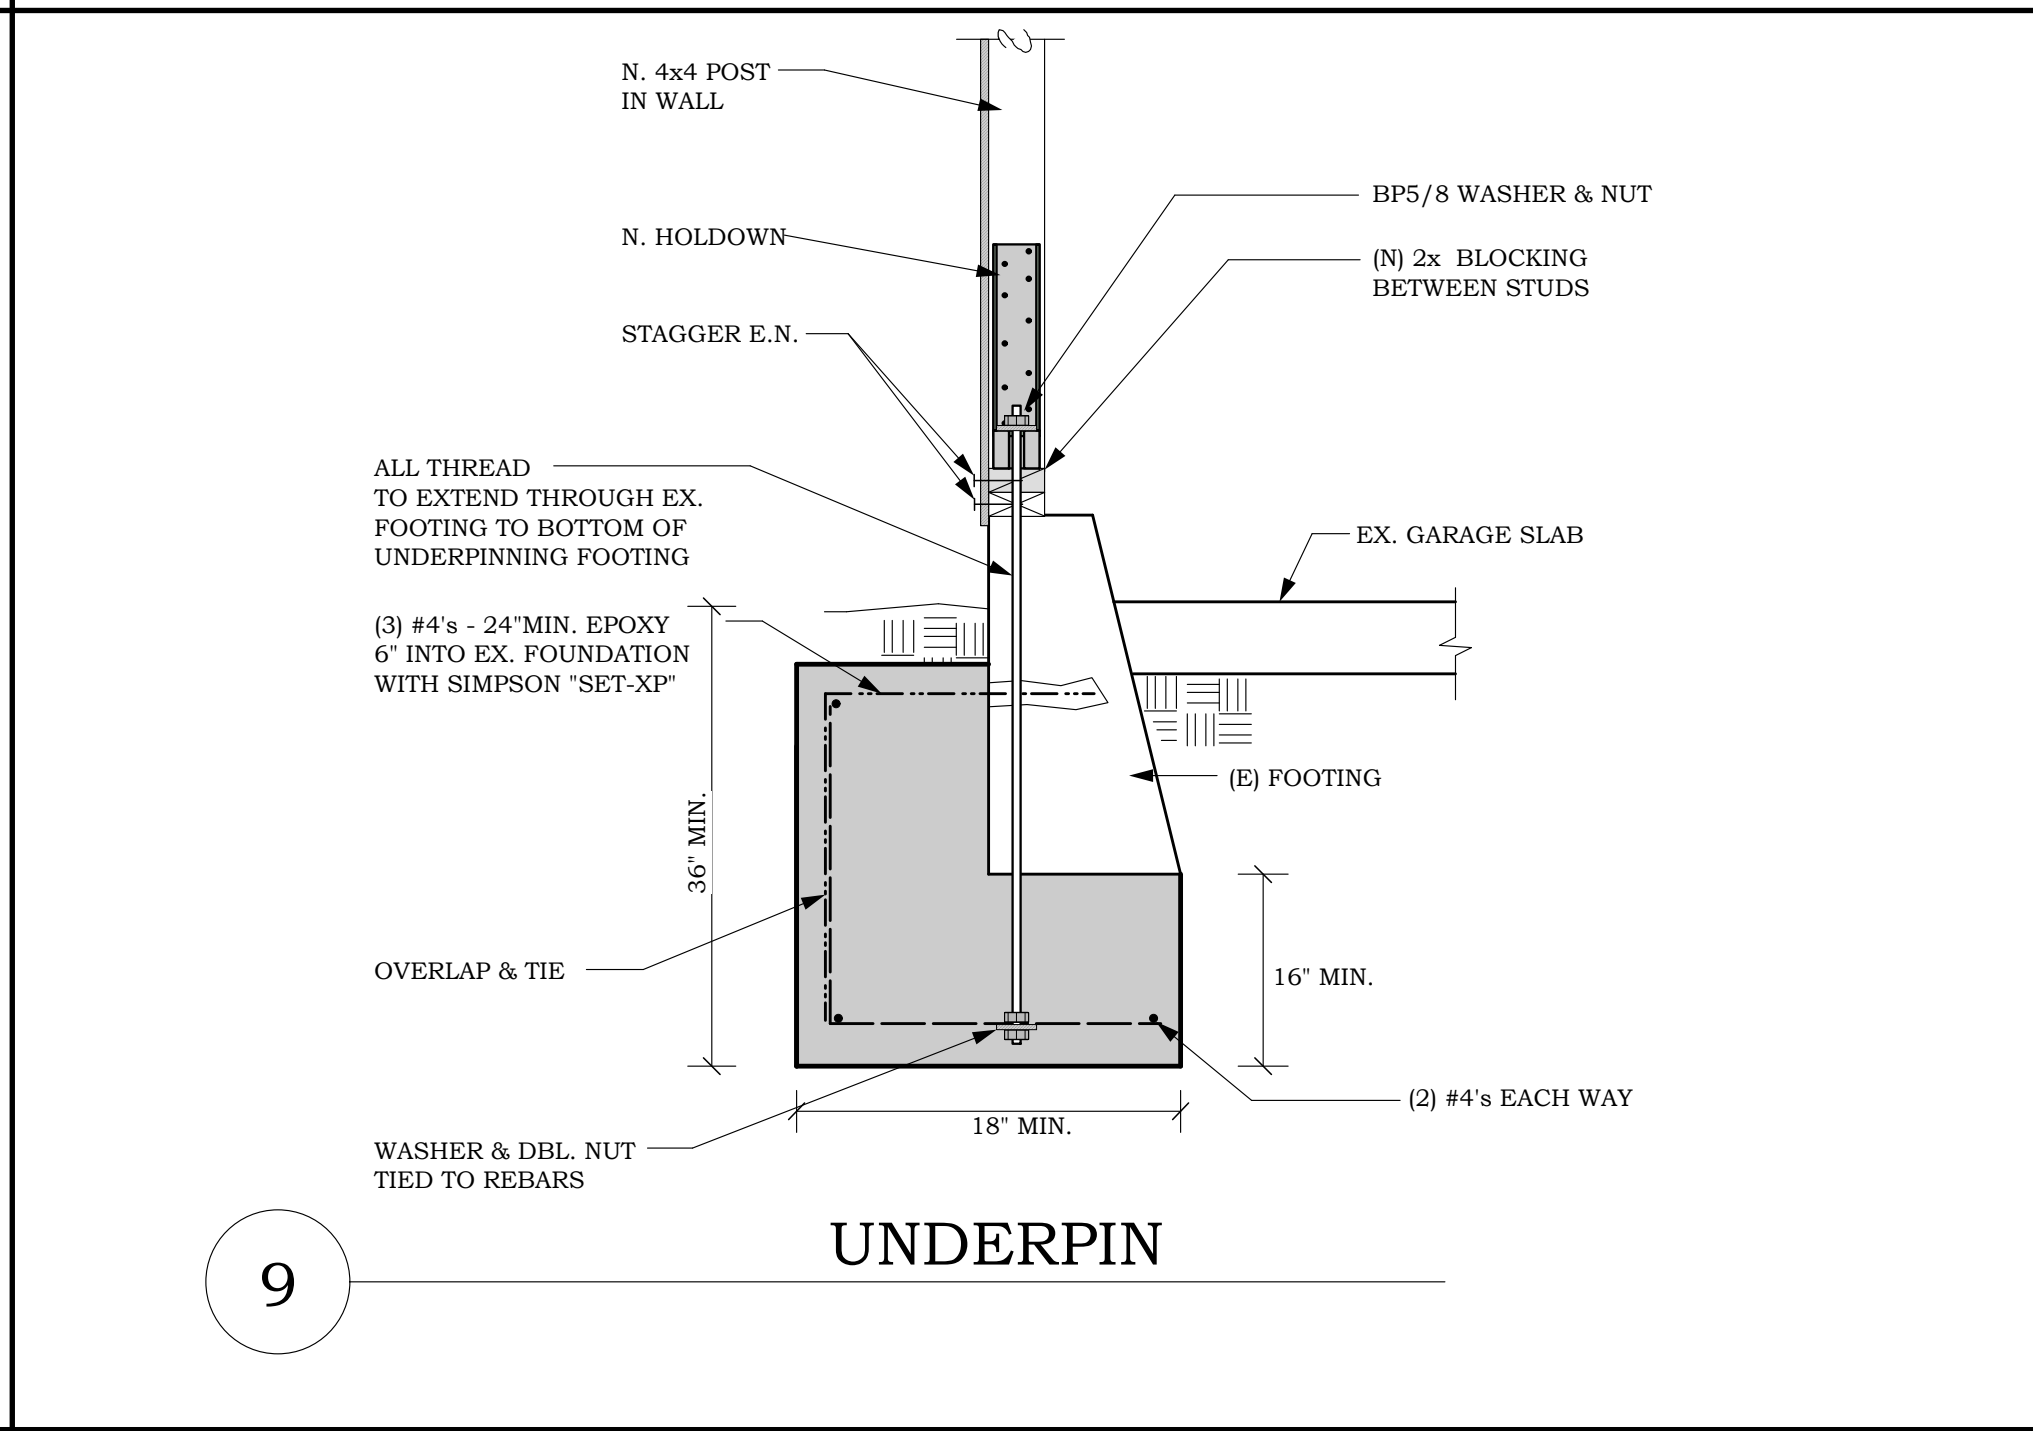 N. 4x4 POST
IN WALL
N. HOLDOWN
STAGGER E.N.
BP5/8 WASHER & NUT
(N) 2x  BLOCKING
BETWEEN STUDS
ALL THREAD
TO EXTEND THROUGH EX.
FOOTING TO BOTTOM OF
UNDERPINNING FOOTING
EX. GARAGE SLAB
(3) #4's - 24"MIN. EPOXY
6" INTO EX. FOUNDATION
WITH SIMPSON "SET-XP"
(E) FOOTING
36" MIN.
OVERLAP & TIE
16" MIN.
(2) #4's EACH WAY
18" MIN.
WASHER & DBL. NUT
TIED TO REBARS
UNDERPIN
9